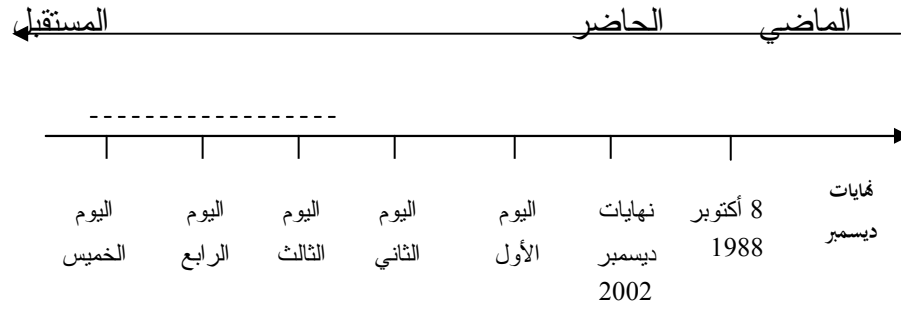 الماضي الحاضر المستقبل
نهايات
ديسمبر
8 أكتوبر
1988
نهايات
ديسمبر
2002
اليوم
الأول
اليوم
الثاني
اليوم
الثالث
اليوم
الرابع
اليوم
الخميس